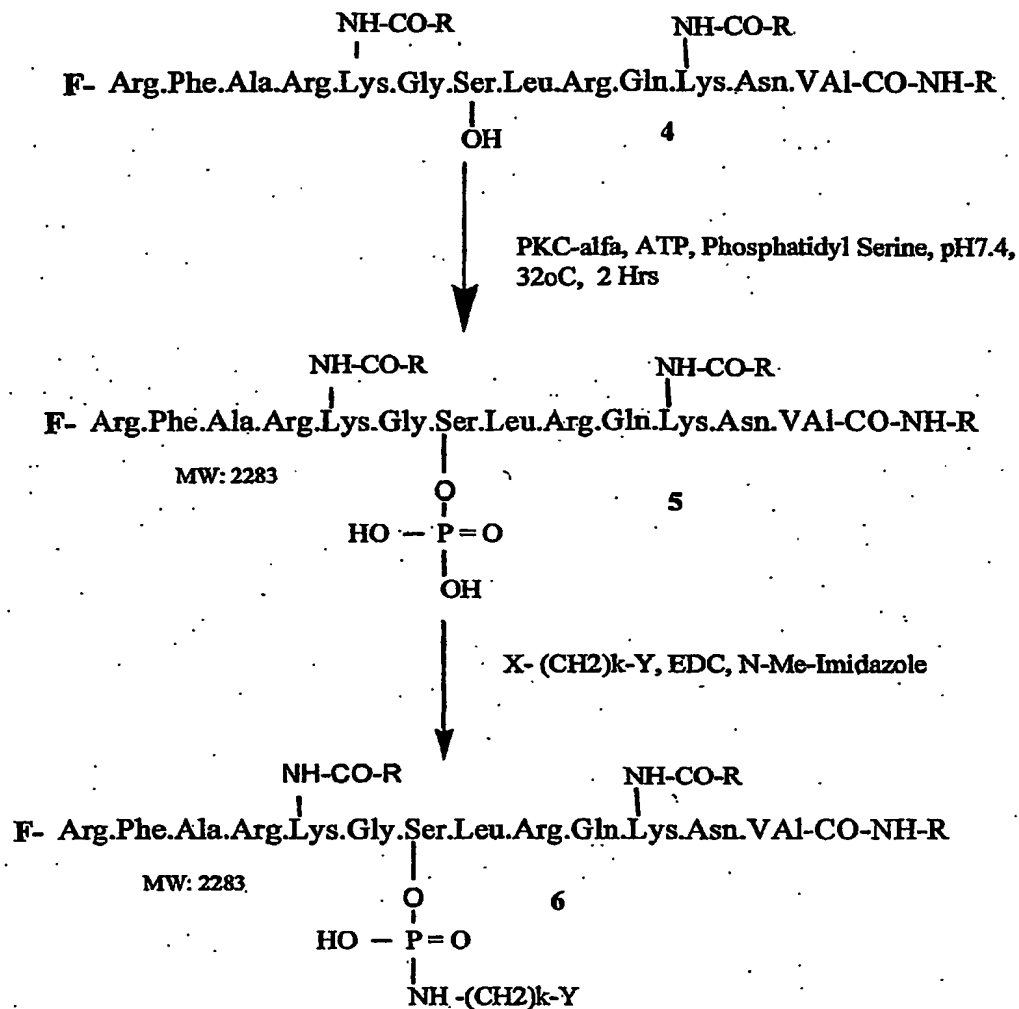 NH-CO-R NH-CO-R
F- Arg.Phe.Ala.Arg.Lys.Gly.Ser.Leu.Arg.Gln.Lys.Asn.VAl-CO-NH-R
OH
4
PKC-alfa, ATP, Phosphatidyl Serine, pH7.4,
32oC, 2 Hrs
NH-CO-R NH-CO-R
F- Arg.Phe.Ala.Arg.Lys.Gly.Ser.Leu.Arg.Gln.Lys.Asn.VAl-CO-NH-R
MW: 2283
O
5
HO – P = O
OH
X- (CH2)k-Y, EDC, N-Me-Imidazole
NH-CO-R NH-CO-R
F- Arg.Phe.Ala.Arg.Lys.Gly.Ser.Leu.Arg.Gln.Lys.Asn.VAl-CO-NH-R
MW: 2283
O
6
HO – P = O
NH -(CH2)k-Y